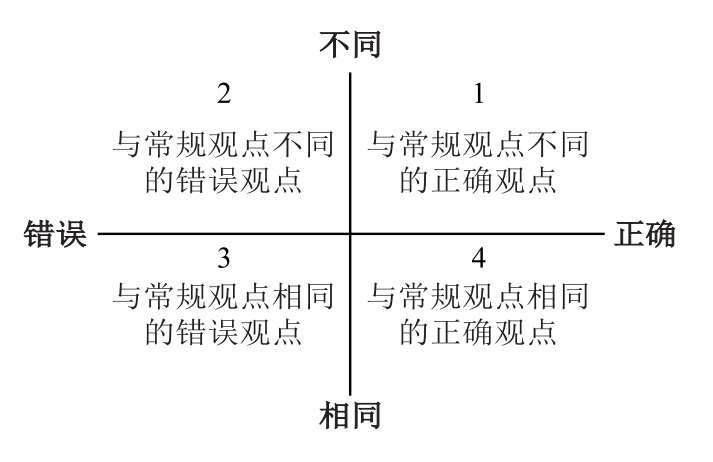 不同
2
与常规观点不同
的错误观点
1
与常规观点不同
的正确观点
错误
正确
3
与常规观点相同
的错误观点
4
与常规观点相同
的正确观点
相同